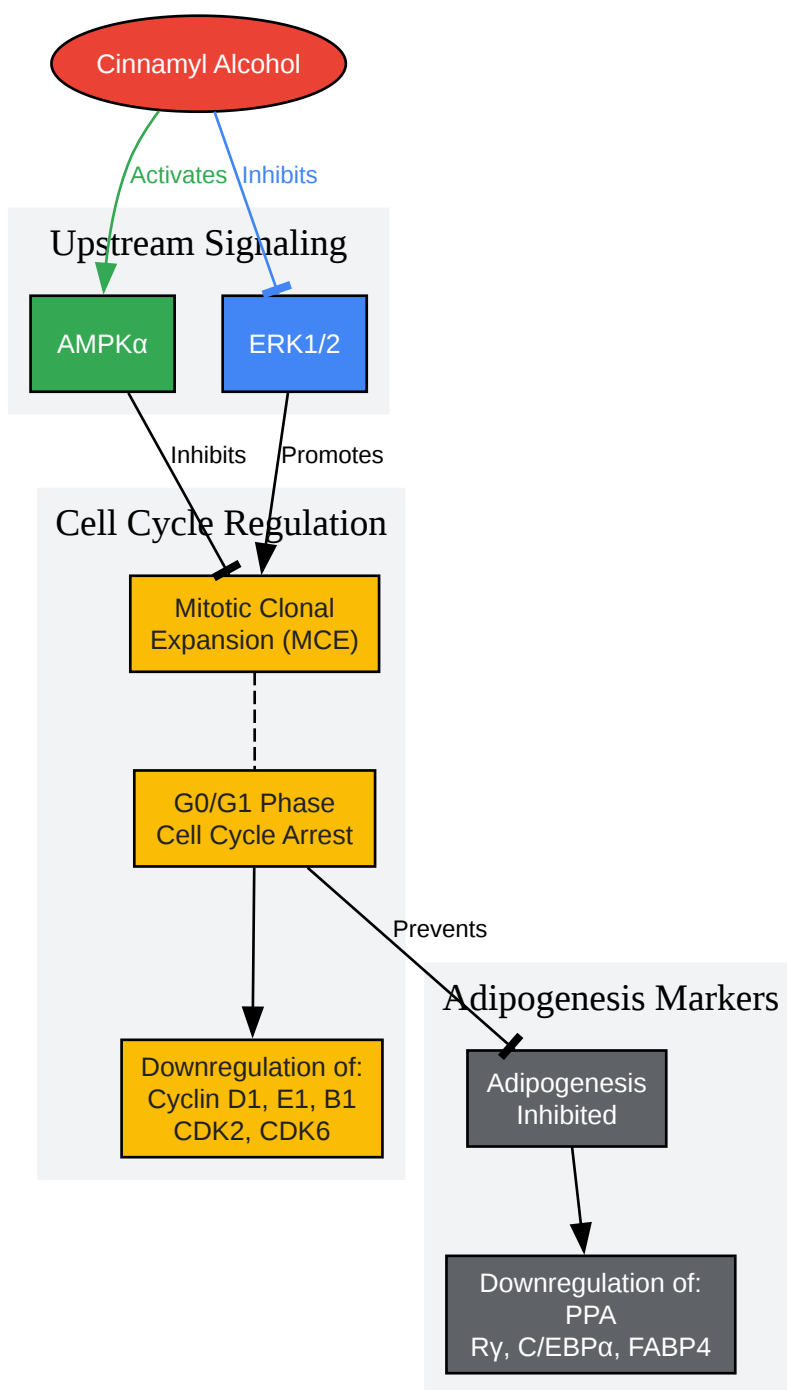 Cinnamyl Alcohol
Activates
Inhibits
Upstream Signaling
AMPKα
ERK1/2
Inhibits
Promotes
Cell Cycle Regulation
Mitotic Clonal
Expansion (MCE)
G0/G1 Phase
Cell Cycle Arrest
Prevents
Adipogenesis Markers
Downregulation of:
Cyclin D1, E1, B1
CDK2, CDK6
Adipogenesis
Inhibited
Downregulation of:
PPA
Rγ, C/EBPα, FABP4